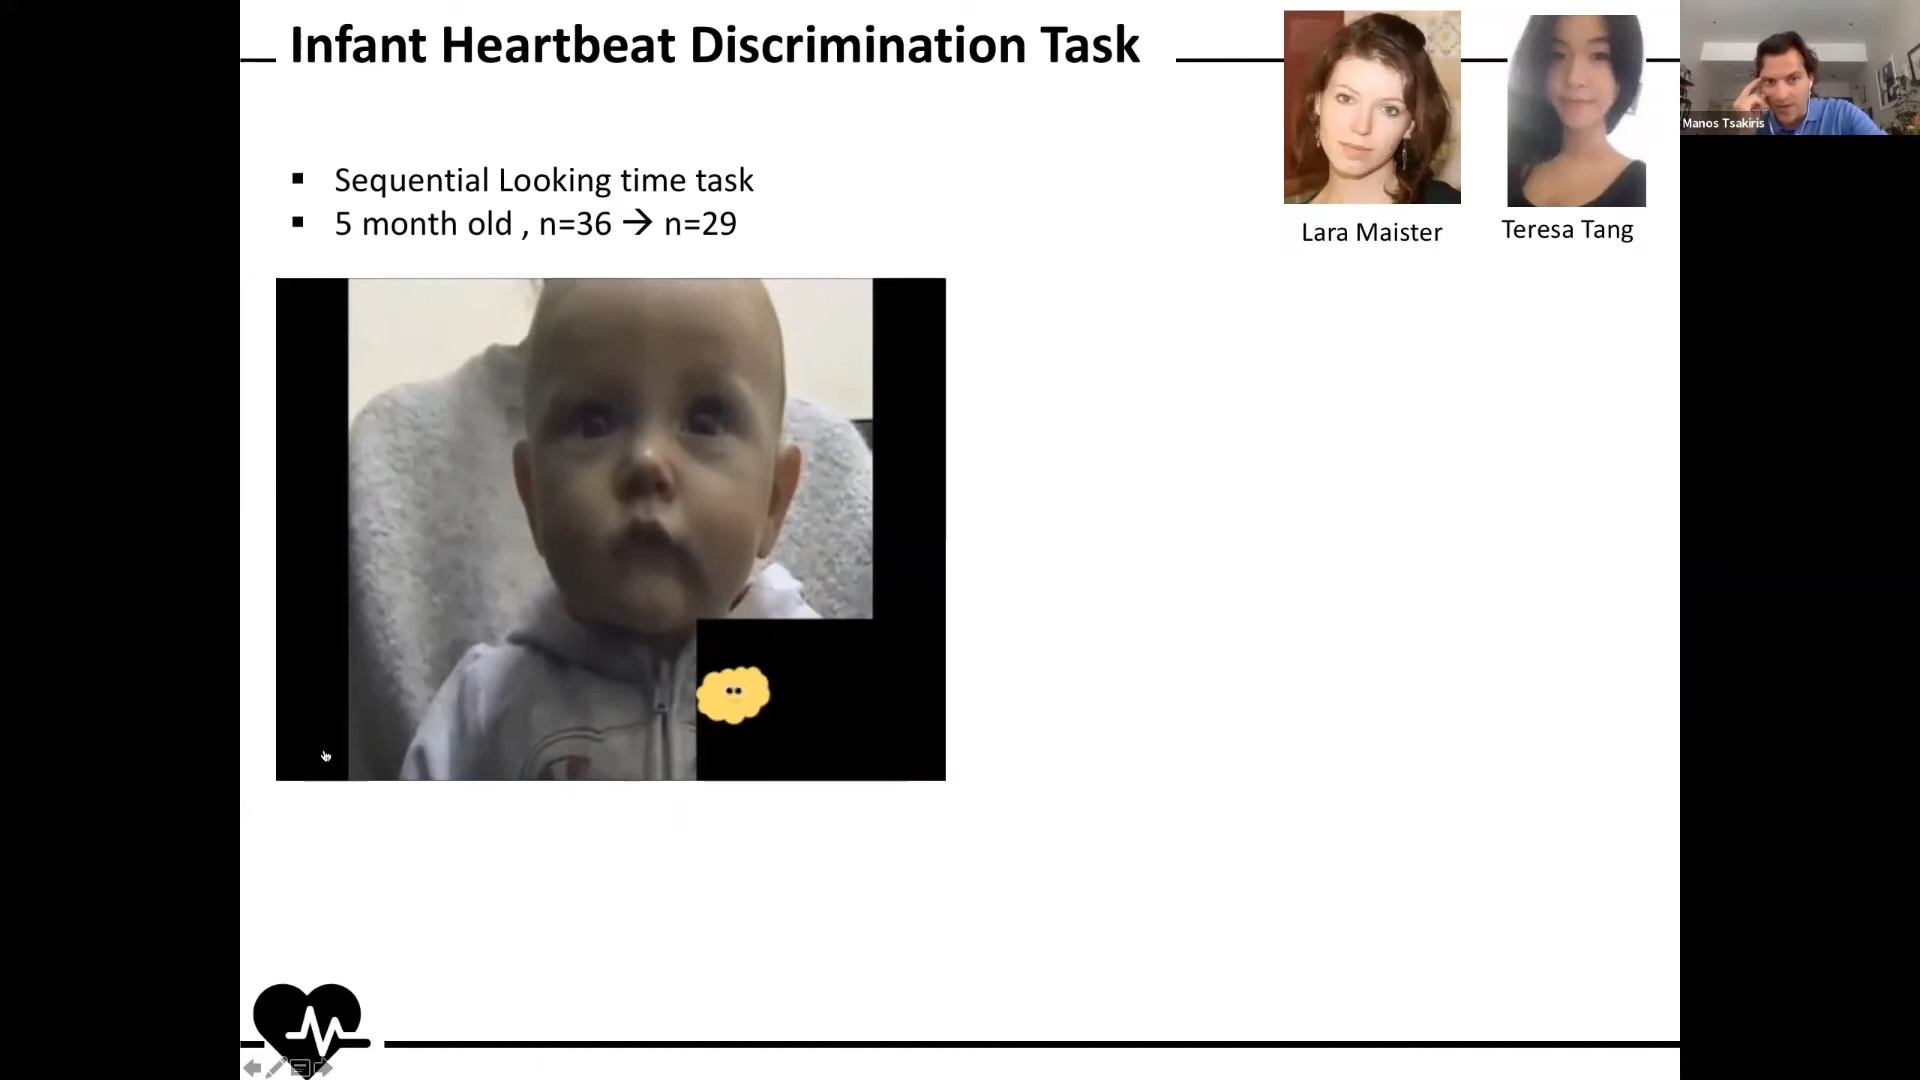 Infant Heartbeat Discrimination Task
▪ Sequential Looking time task
▪ 5 month old , n=36 → n=29
Lara Maister
Teresa Tang
Manos Tsakiris